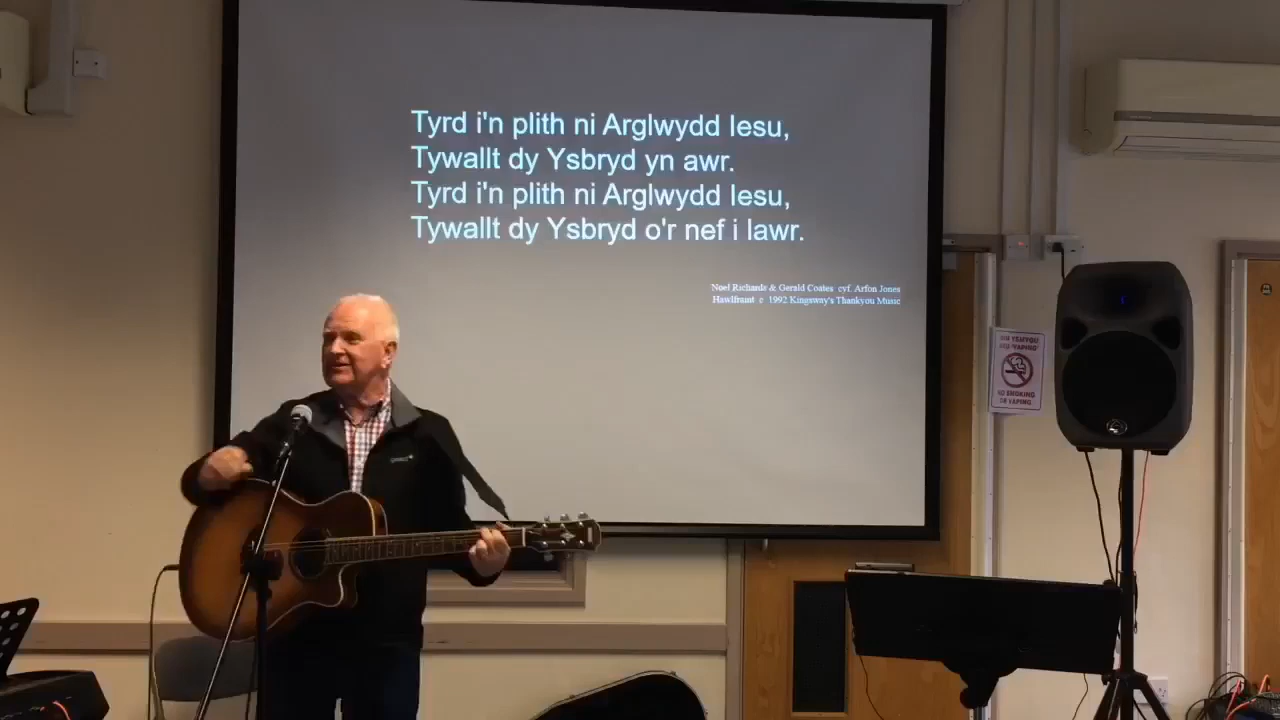 Tyrd i'n plith ni Arglwydd Iesu,
Tywallt dy Ysbryd yn awr.
Tyrd i'n plith ni Arglwydd Iesu,
Tywallt dy Ysbryd o'r nef i lawr.
Noel Richards & Gerald Coates cyf. Arfon Jones
Hawlfraint c 1992 Kingsway's Thankyou Music
NO SMOKING
OR VAPING